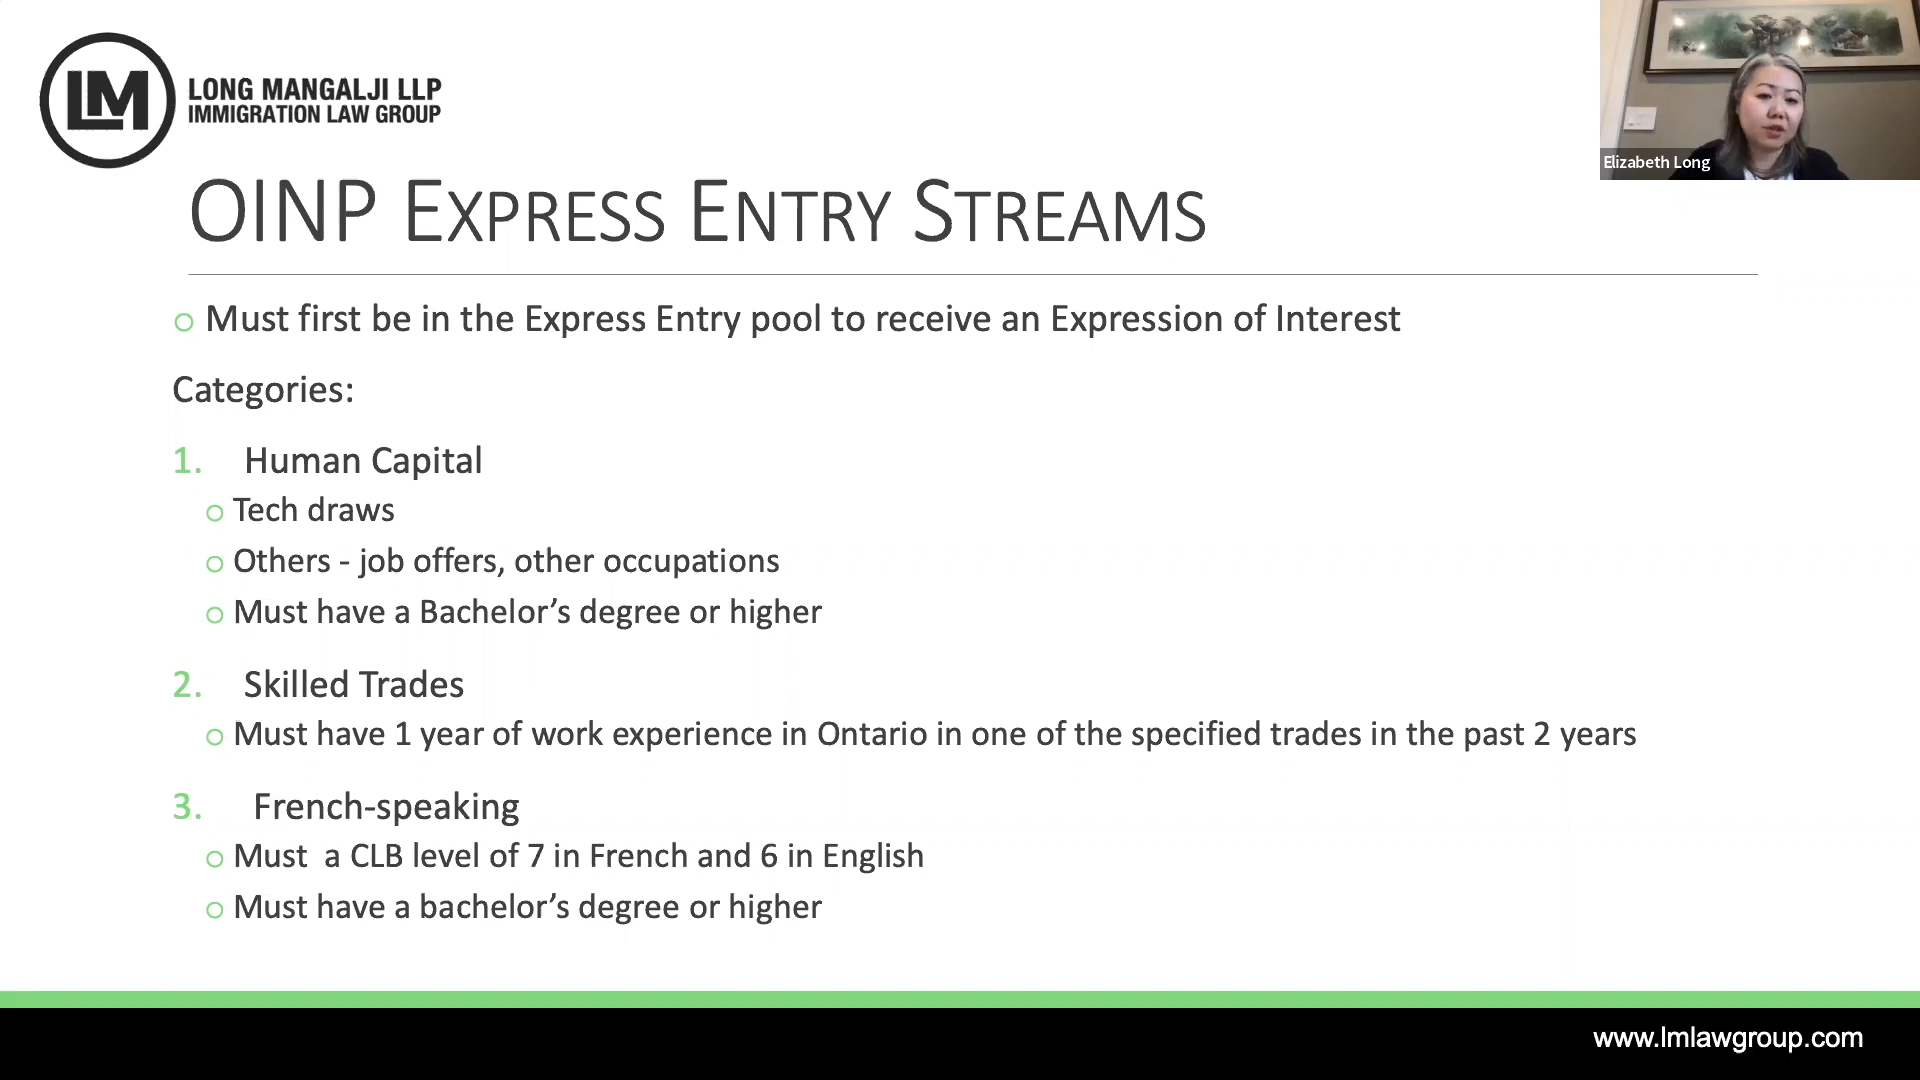 LM
LONG MANGALJI LLP
IMMIGRATION LAW GROUP
Elizabeth Long
OINP EXPRESS ENTRY STREAMS
Must first be in the Express Entry pool to receive an Expression of Interest
Categories:
1. Human Capital
Tech draws
Others - job offers, other occupations
Must have a Bachelor’s degree or higher
2. Skilled Trades
Must have 1 year of work experience in Ontario in one of the specified trades in the past 2 years
3. French-speaking
Must  a CLB level of 7 in French and 6 in English
Must have a bachelor’s degree or higher
www.lmlawgroup.com